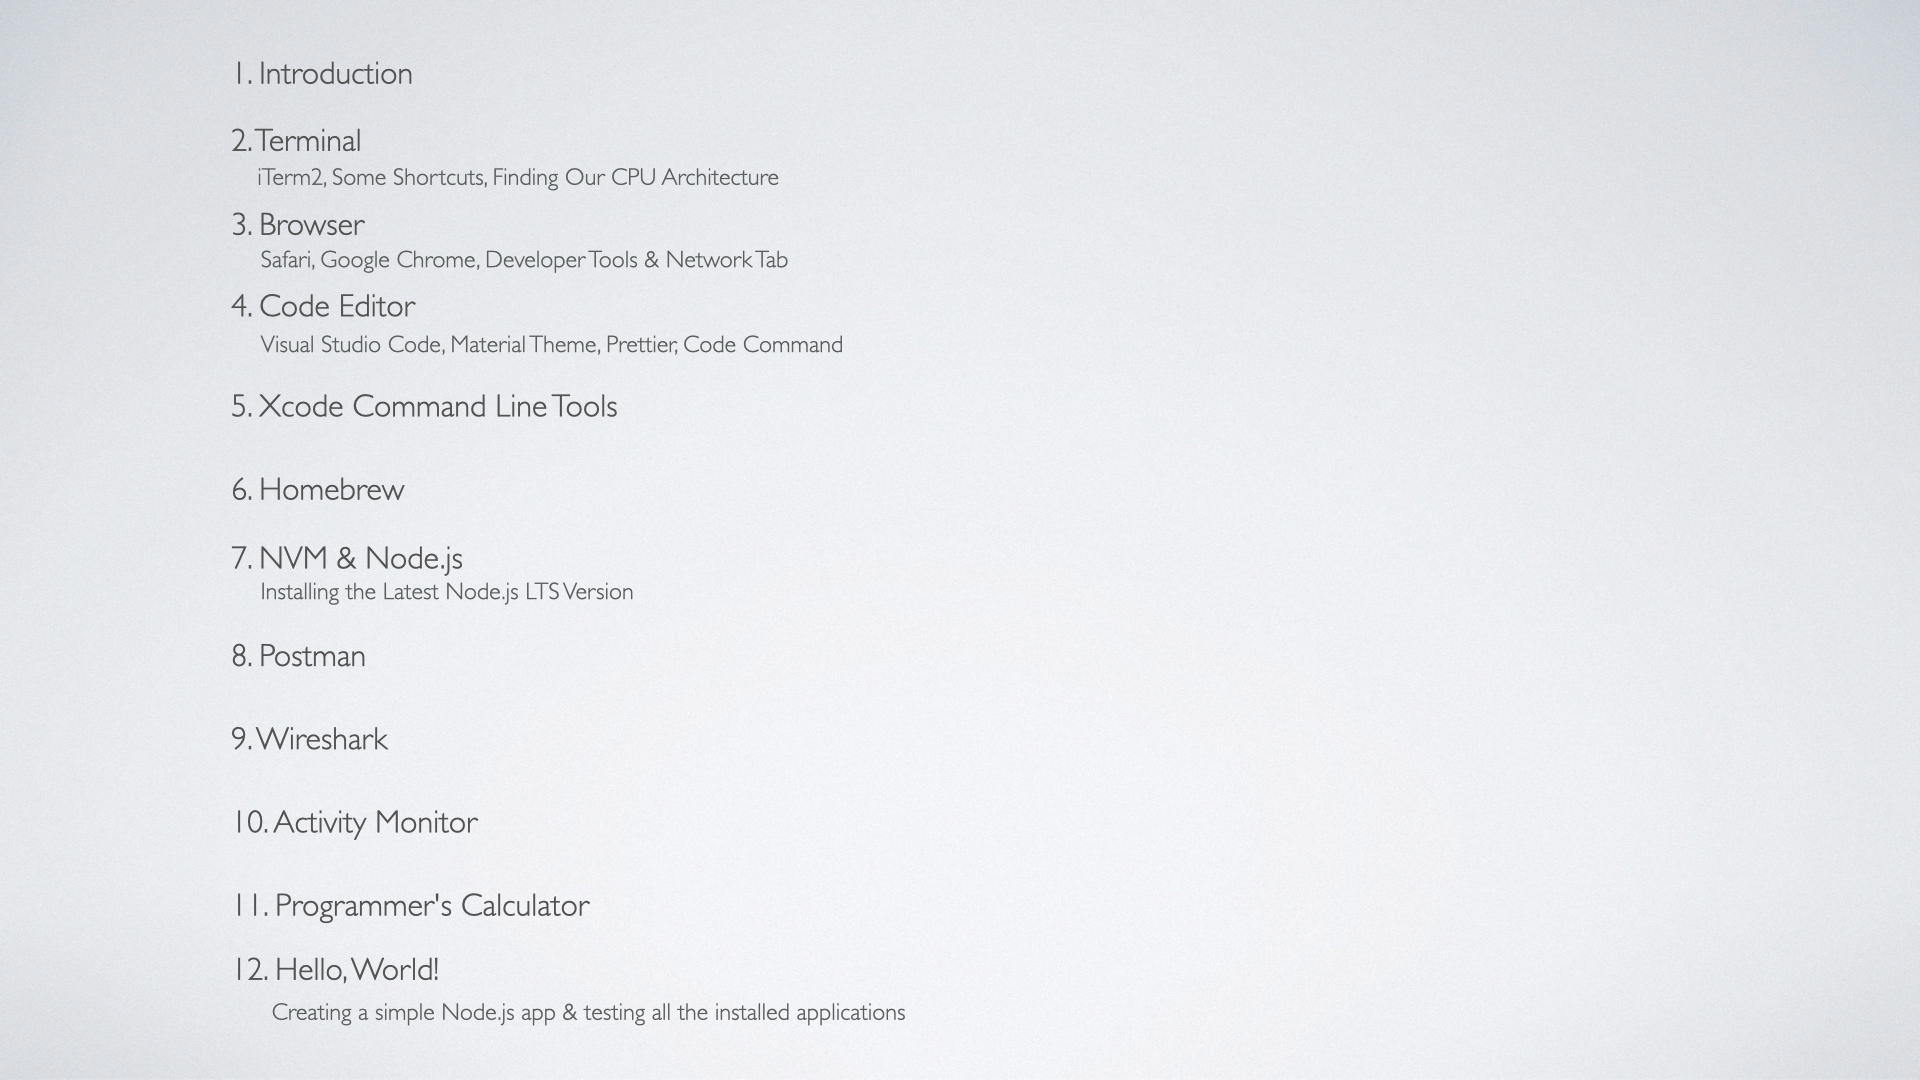 1. Introduction
2. Terminal
iTerm2, Some Shortcuts, Finding Our CPU Architecture
3. Browser
Safari, Google Chrome, Developer Tools & Network Tab
4. Code Editor
Visual Studio Code, Material Theme, Prettier, Code Command
5. Xcode Command Line Tools
6. Homebrew
7. NVM & Node.js
Installing the Latest Node.js LTS Version
8. Postman
9. Wireshark
10. Activity Monitor
11. Programmer's Calculator
12. Hello, World!
Creating a simple Node.js app & testing all the installed applications